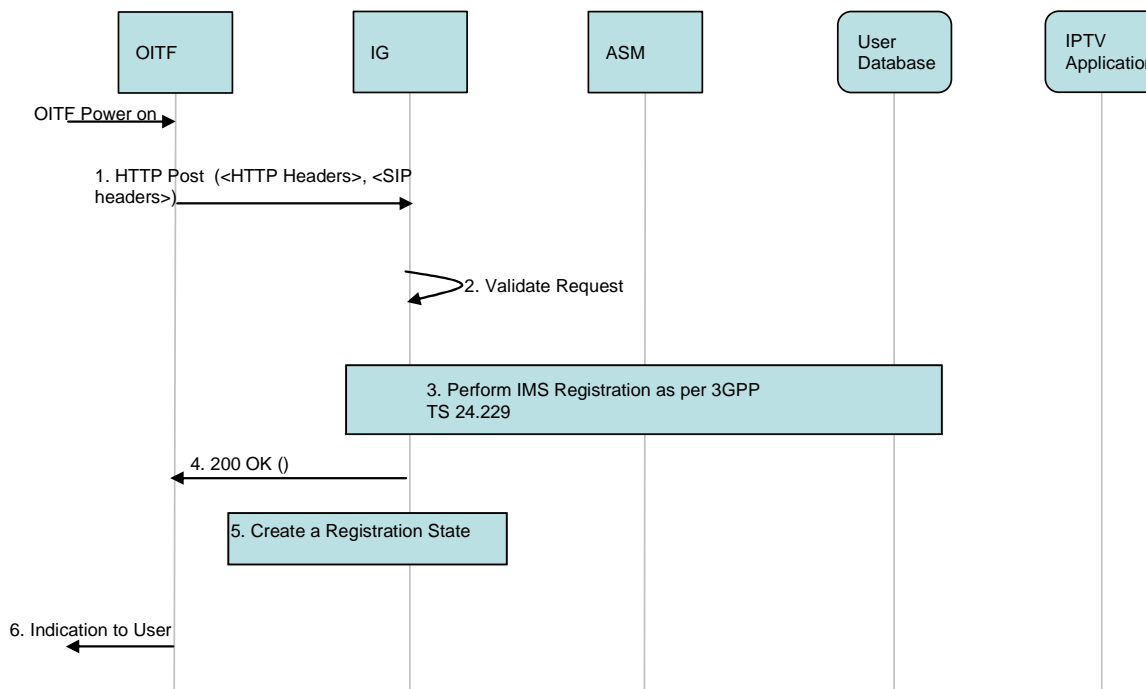 OITF
IG
ASM
User
Database
IPTV
Application
OITF Power on
1. HTTP Post (<HTTP Headers>, <SIP
headers>)
2. Validate Request
3. Perform IMS Registration as per 3GPP
TS 24.229
4. 200 OK ()
5. Create a Registration State
6. Indication to User